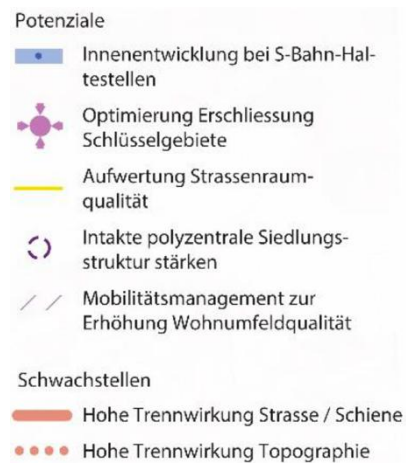 Potenziale
Innenentwicklung bei S-Bahn-Hal-
testellen
Optimierung Erschliessung
Schlüsselgebiete
Aufwertung Strassenraum-
qualität
Intakte polyzentrale Siedlungs-
struktur stärken
Mobilitätsmanagement zur
Erhöhung Wohnumfeldqualität
Schwachstellen
Hohe Trennwirkung Strasse / Schiene
Hohe Trennwirkung Topographie